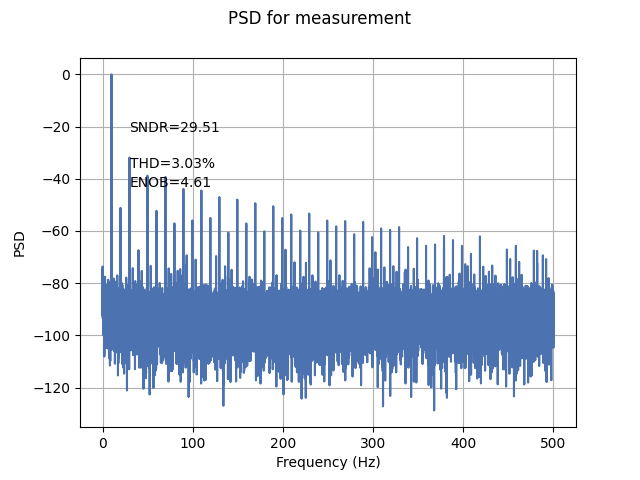 PSD for measurement
0
−20
−40
−60
−80
−100
−120
PSD
SNDR=29.51
THD=3.03%
ENOB=4.61
0
100
200
300
400
500
Frequency (Hz)